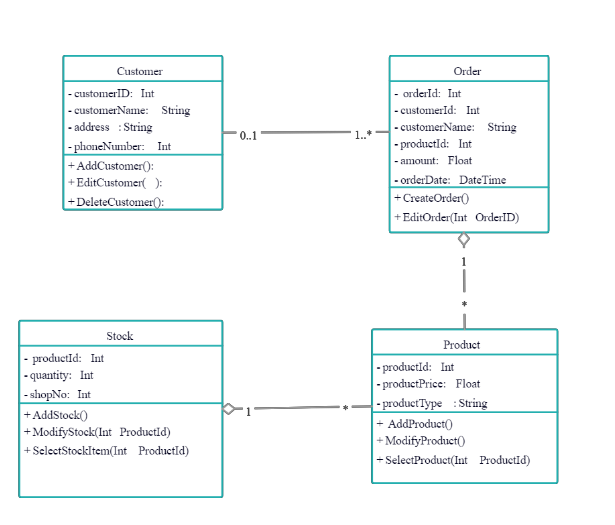 Customer
- customerID: Int
- customerName: String
- address : String
- phoneNumber: Int
+ AddCustomer():
+ EditCustomer( ):
+ DeleteCustomer():
0..1
1..*
Order
- orderId: Int
- customerId: Int
- customerName: String
- productId: Int
- amount: Float
- orderDate: DateTime
+ CreateOrder()
+ EditOrder(Int OrderID)
1
*
Stock
- productId: Int
- quantity: Int
- shopNo: Int
+ AddStock()
+ ModifyStock(Int ProductId)
+ SelectStockItem(Int ProductId)
1
*
Product
- productId: Int
- productPrice: Float
- productType : String
+ AddProduct()
+ ModifyProduct()
+ SelectProduct(Int ProductId)